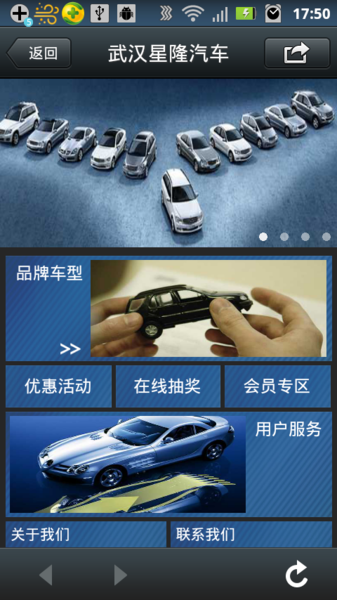 17:50
返回
武汉星隆汽车
品牌车型
>>
优惠活动
在线抽奖
会员专区
用户服务
关于我们
联系我们